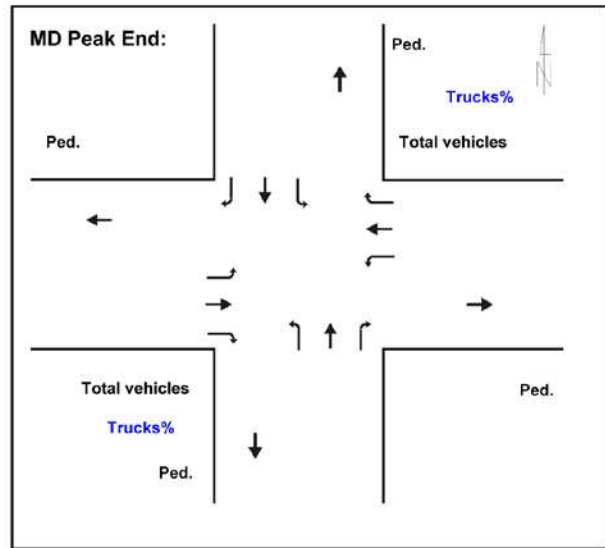 MD Peak End:
Ped.
Trucks%
Ped.
Total vehicles
N
Total vehicles
Ped.
Trucks%
Ped.